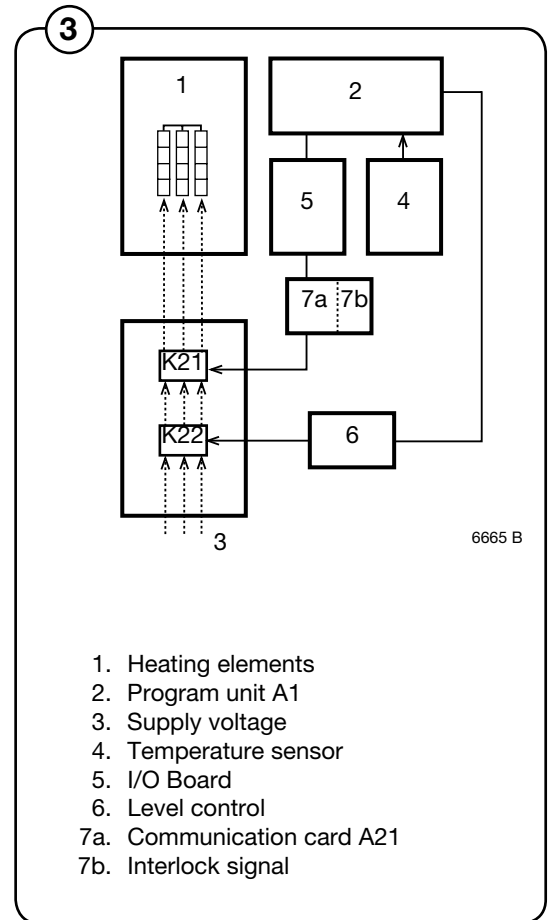 3
1
2
5
4
7a 7b
K21
K22
6
3
6665 B
1. Heating elements
2. Program unit A1
3. Supply voltage
4. Temperature sensor
5. I/O Board
6. Level control
7a. Communication card A21
7b. Interlock signal